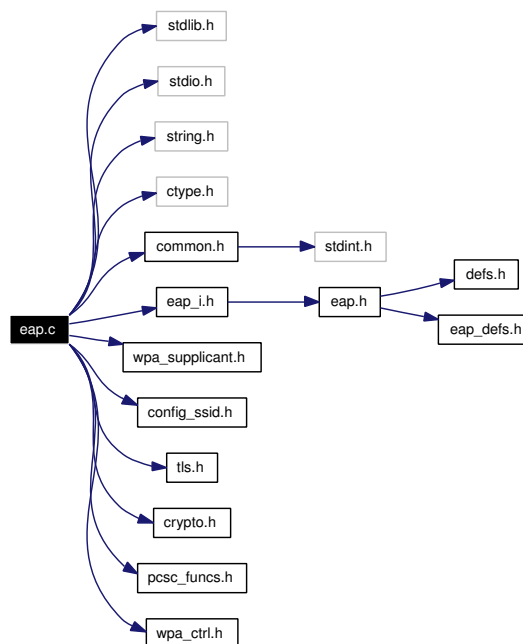 stdlib.h
stdio.h
string.h
ctype.h
common.h
stdint.h
eap_i.h
eap.h
defs.h
eap_defs.h
eap.c
wpa_supplicant.h
config_ssid.h
tls.h
crypto.h
pcsc_funcs.h
wpa_ctrl.h